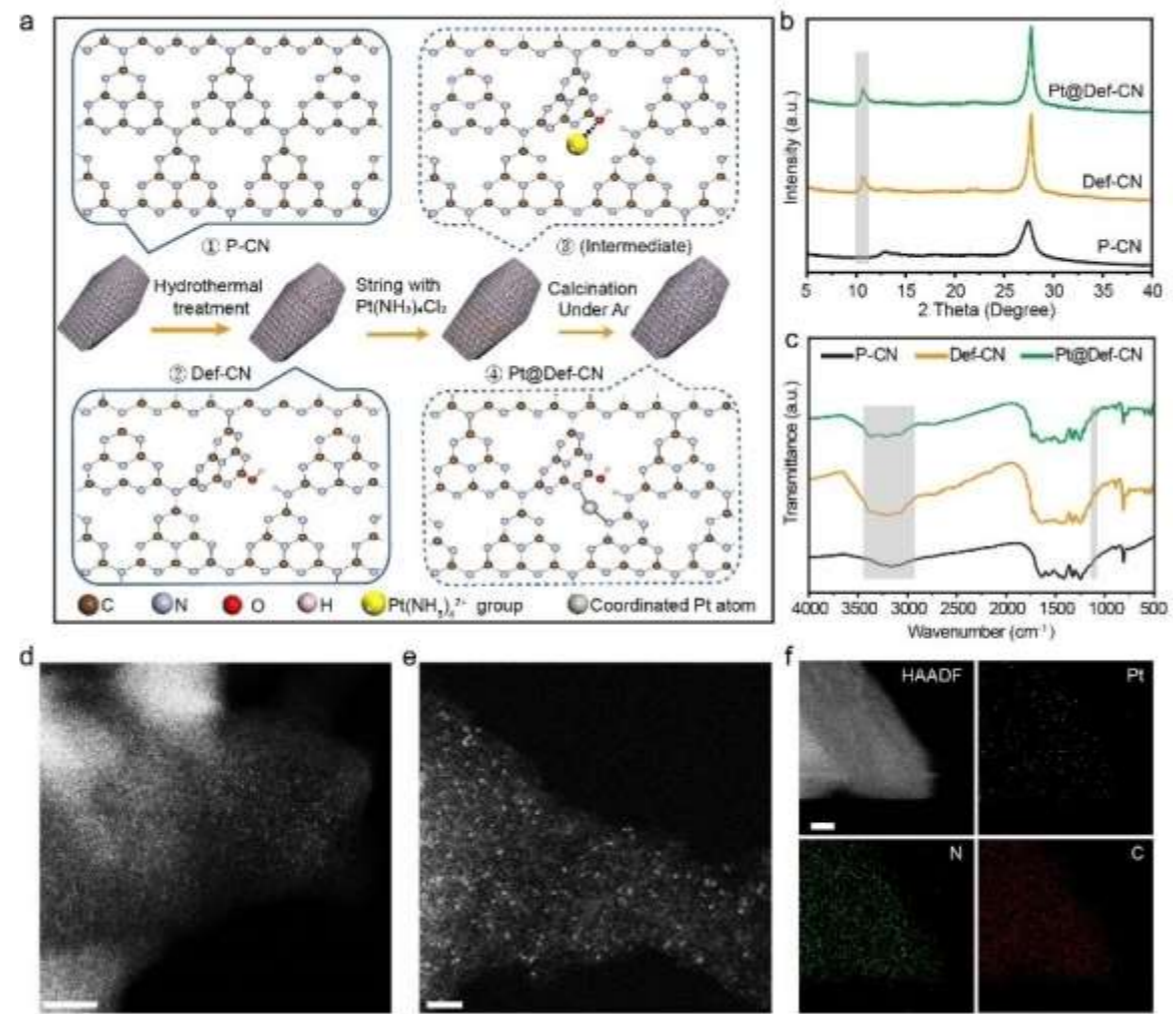 a
① P-CN
③ (Intermediate)
Hydrothermal
treatment
String with
Pt(NH₃)₄Cl₂
Calcination
Under Ar
② Def-CN
④ Pt@Def-CN
C
N
O
H
Pt(NH₃)₄²⁺ group
Coordinated Pt atom
b
Intensity (a.u.)
Pt@Def-CN
Def-CN
P-CN
5 10 15 20 25 30 35 40
2 Theta (Degree)
c
P-CN Def-CN Pt@Def-CN
Transmittance (a.u.)
4000 3500 3000 2500 2000 1500 1000 500
Wavenumber (cm⁻¹)
d
e
f
HAADF
Pt
N
C